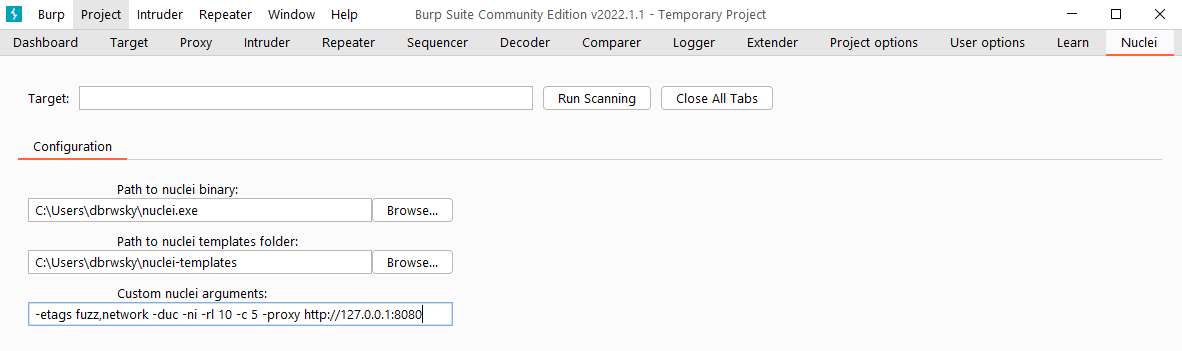 Burp Project Intruder Repeater Window Help Burp Suite Community Edition v2022.1.1 - Temporary Project
Dashboard Target Proxy Intruder Repeater Sequencer Decoder Comparer Logger Extender Project options User options Learn Nuclei
Target: Run Scanning Close All Tabs
Configuration
Path to nuclei binary:
C:\Users\dbrwsky\nuclei.exe Browse...
Path to nuclei templates folder:
C:\Users\dbrwsky\nuclei-templates Browse...
Custom nuclei arguments:
-etags fuzz,network -duc -ni -rl 10 -c 5 -proxy http://127.0.0.1:8080